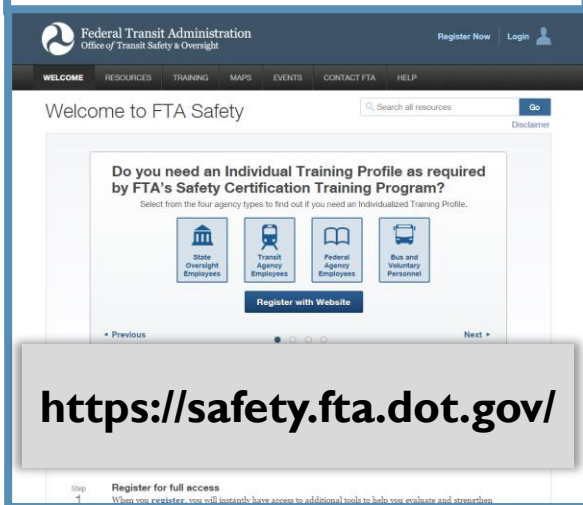 Federal Transit Administration
Office of Transit Safety & Oversight
Register Now Login
WELCOME RESOURCES TRAINING MAPS EVENTS CONTACT FTA HELP
Welcome to FTA Safety
Search all resources Go
Disclaimer
Do you need an Individual Training Profile as required
by FTA's Safety Certification Training Program?
Select from the four agency types to find out if you need an Individualized Training Profile.
State Oversight Employees
Transit Agency Employees
Federal Agency Employees
Bus and Voluntary Personnel
Register with Website
◂ Previous Next ▸
https://safety.fta.dot.gov/
Step 1
Register for full access
When you register, you will instantly have access to additional tools to help you evaluate and strengthen